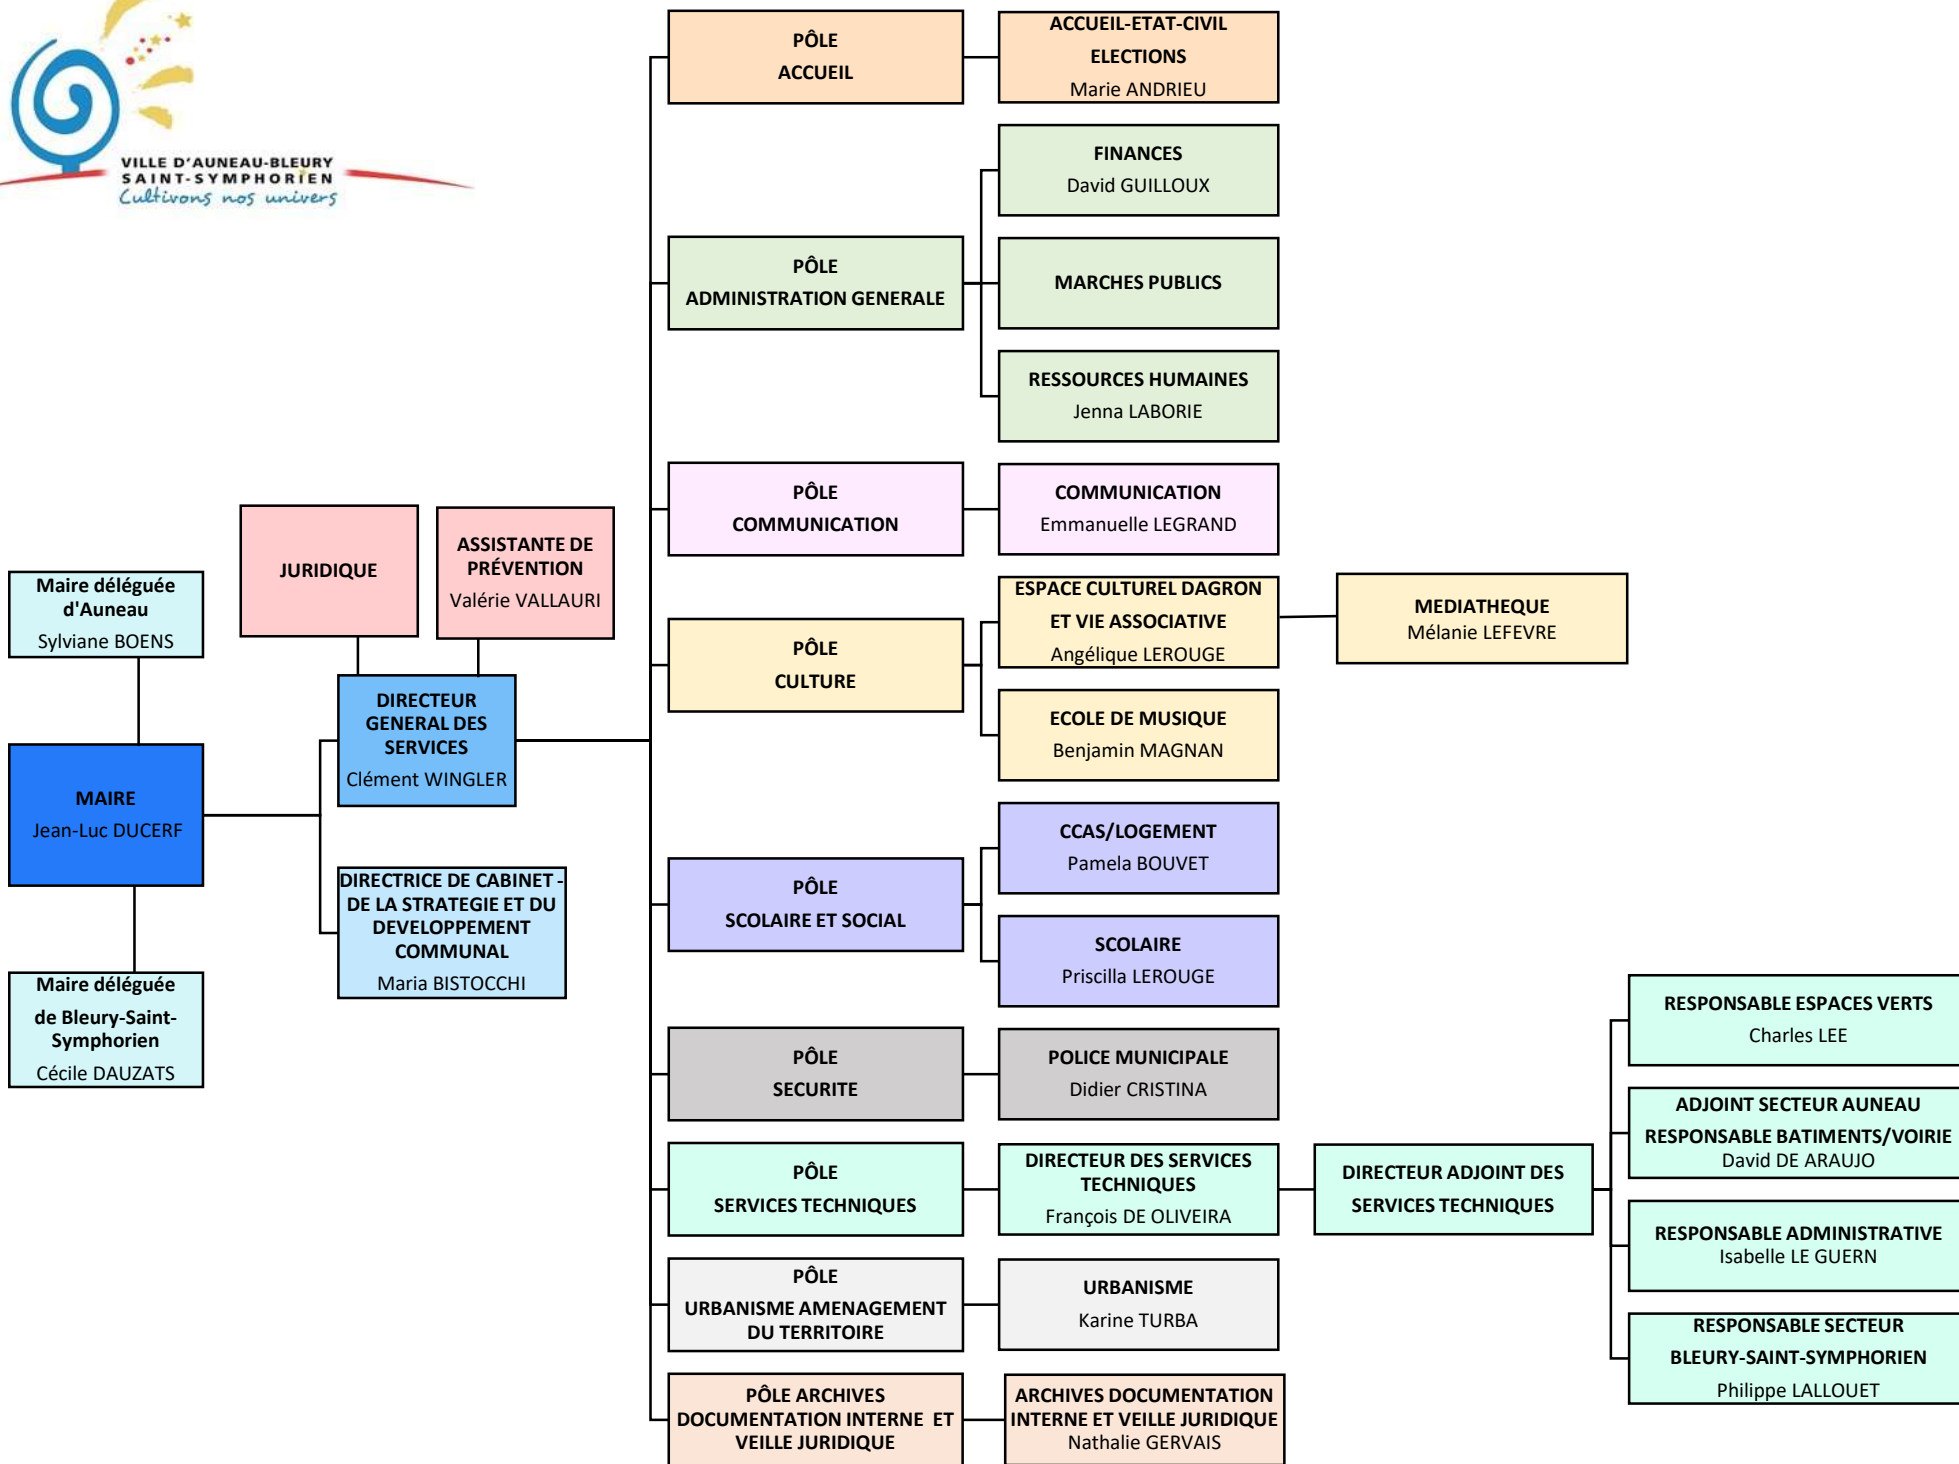 VILLE D'AUNEAU-BLEURY
SAINT-SYMPHORIEN
Cultivons nos univers
Maire déléguée
d'Auneau
Sylviane BOENS
MAIRE
Jean-Luc DUCERF
Maire déléguée
de Bleury-Saint-
Symphorien
Cécile DAUZATS
JURIDIQUE
ASSISTANTE DE
PRÉVENTION
Valérie VALLAURI
DIRECTEUR
GENERAL DES
SERVICES
Clément WINGLER
DIRECTRICE DE CABINET -
DE LA STRATEGIE ET DU
DEVELOPPEMENT
COMMUNAL
Maria BISTOCCHI
PÔLE
ACCUEIL
ACCUEIL-ETAT-CIVIL
ELECTIONS
Marie ANDRIEU
PÔLE
ADMINISTRATION GENERALE
FINANCES
David GUILLOUX
MARCHES PUBLICS
RESSOURCES HUMAINES
Jenna LABORIE
PÔLE
COMMUNICATION
COMMUNICATION
Emmanuelle LEGRAND
PÔLE
CULTURE
ESPACE CULTUREL DAGRON
ET VIE ASSOCIATIVE
Angélique LEROUGE
MEDIATHEQUE
Mélanie LEFEVRE
ECOLE DE MUSIQUE
Benjamin MAGNAN
PÔLE
SCOLAIRE ET SOCIAL
CCAS/LOGEMENT
Pamela BOUVET
SCOLAIRE
Priscilla LEROUGE
PÔLE
SECURITE
POLICE MUNICIPALE
Didier CRISTINA
PÔLE
SERVICES TECHNIQUES
DIRECTEUR DES SERVICES
TECHNIQUES
François DE OLIVEIRA
DIRECTEUR ADJOINT DES
SERVICES TECHNIQUES
RESPONSABLE ESPACES VERTS
Charles LEE
ADJOINT SECTEUR AUNEAU
RESPONSABLE BATIMENTS/VOIRIE
David DE ARAUJO
RESPONSABLE ADMINISTRATIVE
Isabelle LE GUERN
RESPONSABLE SECTEUR
BLEURY-SAINT-SYMPHORIEN
Philippe LALLOUET
PÔLE
URBANISME AMENAGEMENT
DU TERRITOIRE
URBANISME
Karine TURBA
PÔLE ARCHIVES
DOCUMENTATION INTERNE ET
VEILLE JURIDIQUE
ARCHIVES DOCUMENTATION
INTERNE ET VEILLE JURIDIQUE
Nathalie GERVAIS